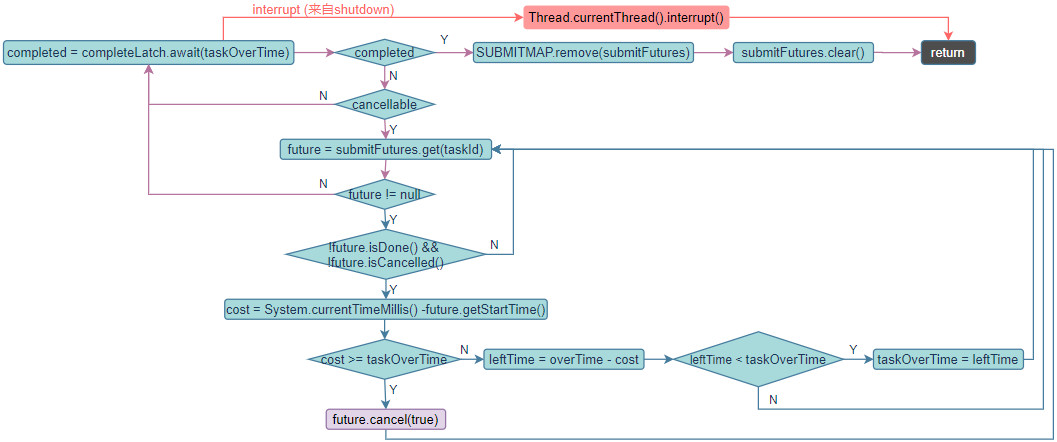 interrupt (来自shutdown)
Thread.currentThread().interrupt()
completed = completeLatch.await(taskOverTime)
completed
Y
SUBMITMAP.remove(submitFutures)
submitFutures.clear()
return
N
N
cancellable
Y
future = submitFutures.get(taskId)
N
future != null
Y
!future.isDone() &&
!future.isCancelled()
N
Y
cost = System.currentTimeMillis() -future.getStartTime()
cost >= taskOverTime
N
leftTime = overTime - cost
leftTime < taskOverTime
Y
taskOverTime = leftTime
Y
N
future.cancel(true)